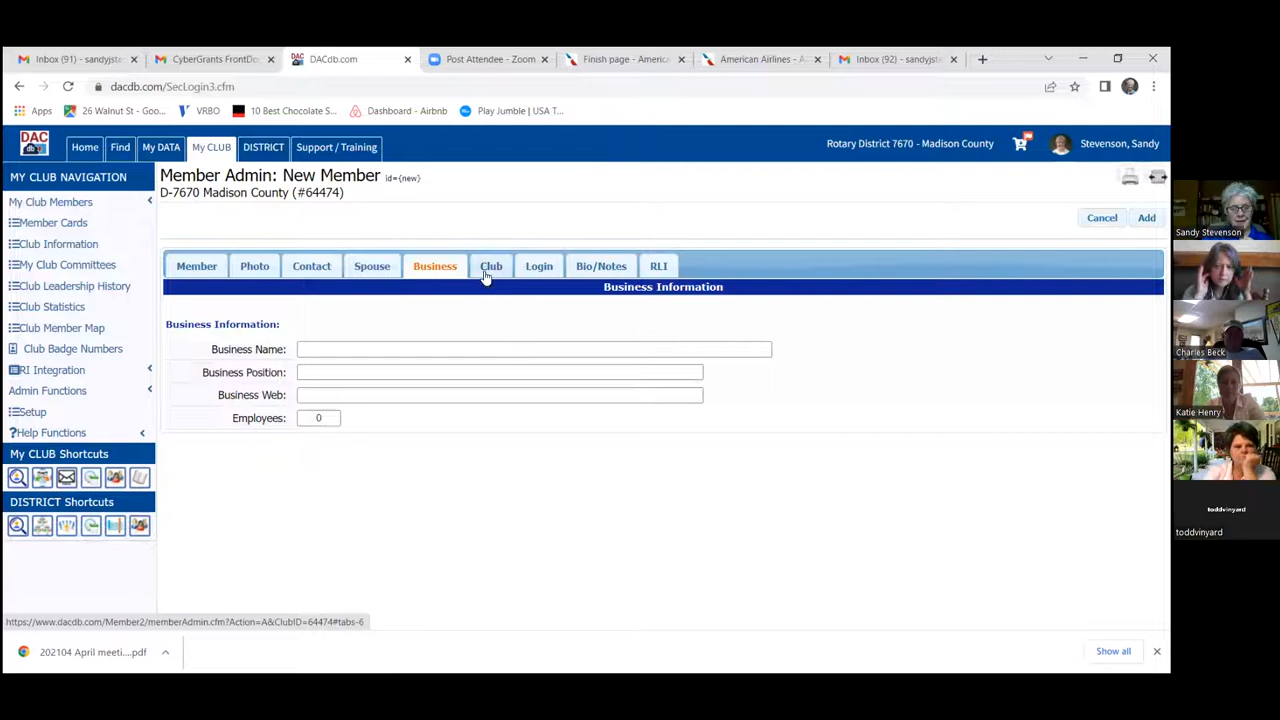 Inbox (91) - sandyjste
CyberGrants FrontDo
DACdb.com
Post Attendee - Zoom
Finish page - America
American Airlines - A
Inbox (92) - sandyjst
dacdb.com/SecLogin3.cfm
Apps
26 Walnut St - Goo...
VRBO
10 Best Chocolate S...
Dashboard - Airbnb
Play Jumble | USA T...
DAC
db
Home
Find
My DATA
My CLUB
DISTRICT
Support / Training
Rotary District 7670 - Madison County
Stevenson, Sandy
MY CLUB NAVIGATION
My Club Members
Member Cards
Club Information
My Club Committees
Club Leadership History
Club Statistics
Club Member Map
Club Badge Numbers
RI Integration
Admin Functions
Setup
Help Functions
My CLUB Shortcuts
DISTRICT Shortcuts
Member Admin: New Member id={new}
D-7670 Madison County (#64474)
Cancel
Add
Member
Photo
Contact
Spouse
Business
Club
Login
Bio/Notes
RLI
Business Information
Business Information:
Business Name:
Business Position:
Business Web:
Employees: 0
https://www.dacdb.com/Member2/memberAdmin.cfm?Action=A&ClubID=64474#tabs-6
202104 April meeti....pdf
Show all
Sandy Stevenson
Charles Beck
Katie Henry
toddvinyard
toddvinyard